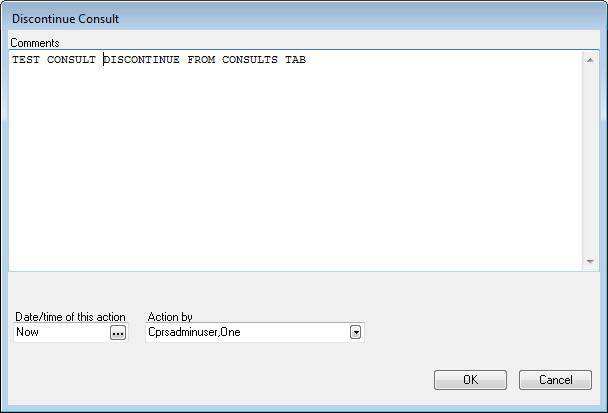 Discontinue Consult
Comments
TEST CONSULT DISCONTINUE FROM CONSULTS TAB
Date/time of this action
Action by
Now
...
Cprsadminuser,One
OK
Cancel